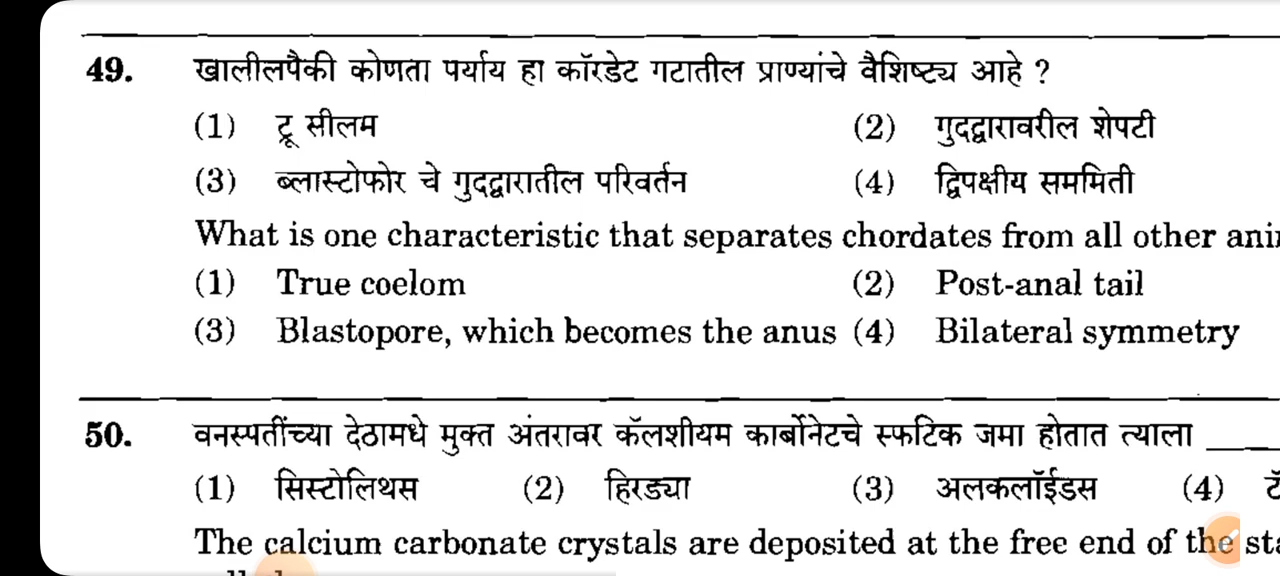 49. खालीलपैकी कोणता पर्याय हा कॉरडेट गटातील प्राण्यांचे वैशिष्ट्य आहे ?
(1) ट्रू सीलम (2) गुदद्वारावरील शेपटी
(3) ब्लास्टोफोर चे गुदद्वारातील परिवर्तन (4) द्विपक्षीय सममिती
What is one characteristic that separates chordates from all other
(1) True coelom (2) Post-anal tail
(3) Blastopore, which becomes the anus (4) Bilateral symmetry
50. वनस्पतींच्या देठामधे मुक्त अंतरावर कॅलशीयम कार्बोनेटचे स्फटिक जमा होतात त्याला ____
(1) सिस्टोलिथस (2) हिरड्या (3) अलकलॉईडस (4)
The calcium carbonate crystals are deposited at the free end of the